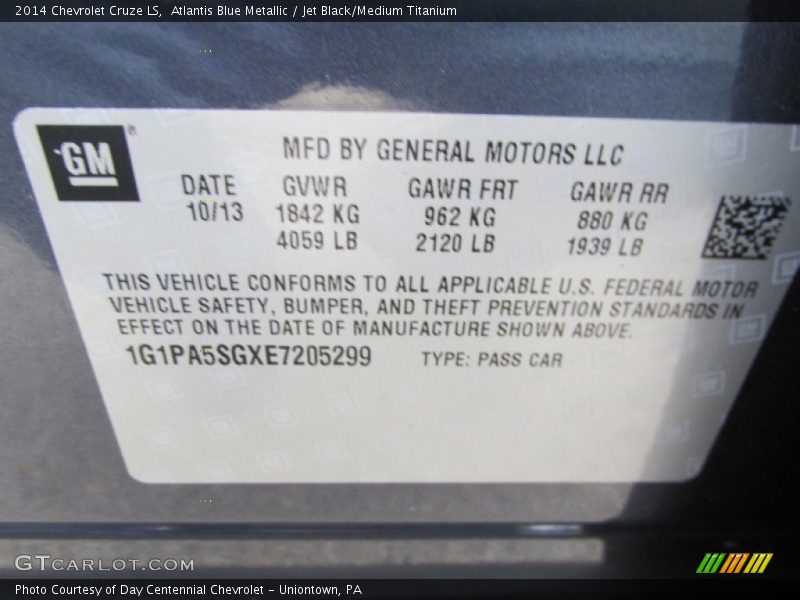 2014 Chevrolet Cruze LS, Atlantis Blue Metallic / Jet Black/Medium Titanium
GM®
MFD BY GENERAL MOTORS LLC
DATE GVWR GAWR FRT GAWR RR
10/13 1842 KG 962 KG 880 KG
4059 LB 2120 LB 1939 LB
THIS VEHICLE CONFORMS TO ALL APPLICABLE U.S. FEDERAL MOTOR
VEHICLE SAFETY, BUMPER, AND THEFT PREVENTION STANDARDS IN
EFFECT ON THE DATE OF MANUFACTURE SHOWN ABOVE.
1G1PA5SGXE7205299 TYPE: PASS CAR
GTCARLOT.COM
Photo Courtesy of Day Centennial Chevrolet – Uniontown, PA